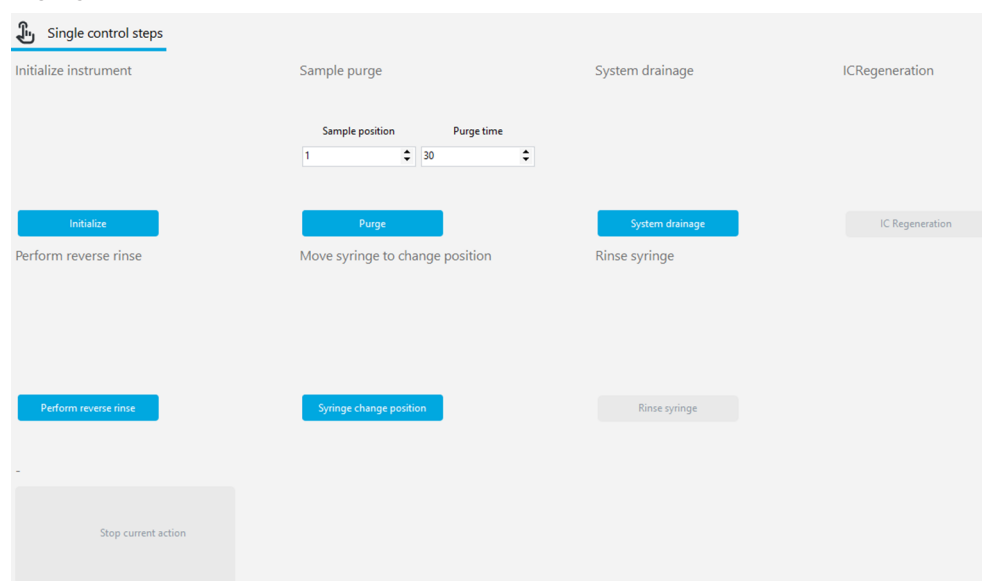 Single control steps
Initialize instrument
Sample purge
System drainage
ICRegeneration
Sample position
Purge time
1
30
Initialize
Purge
System drainage
IC Regeneration
Perform reverse rinse
Move syringe to change position
Rinse syringe
Perform reverse rinse
Syringe change position
Rinse syringe
-
Stop current action